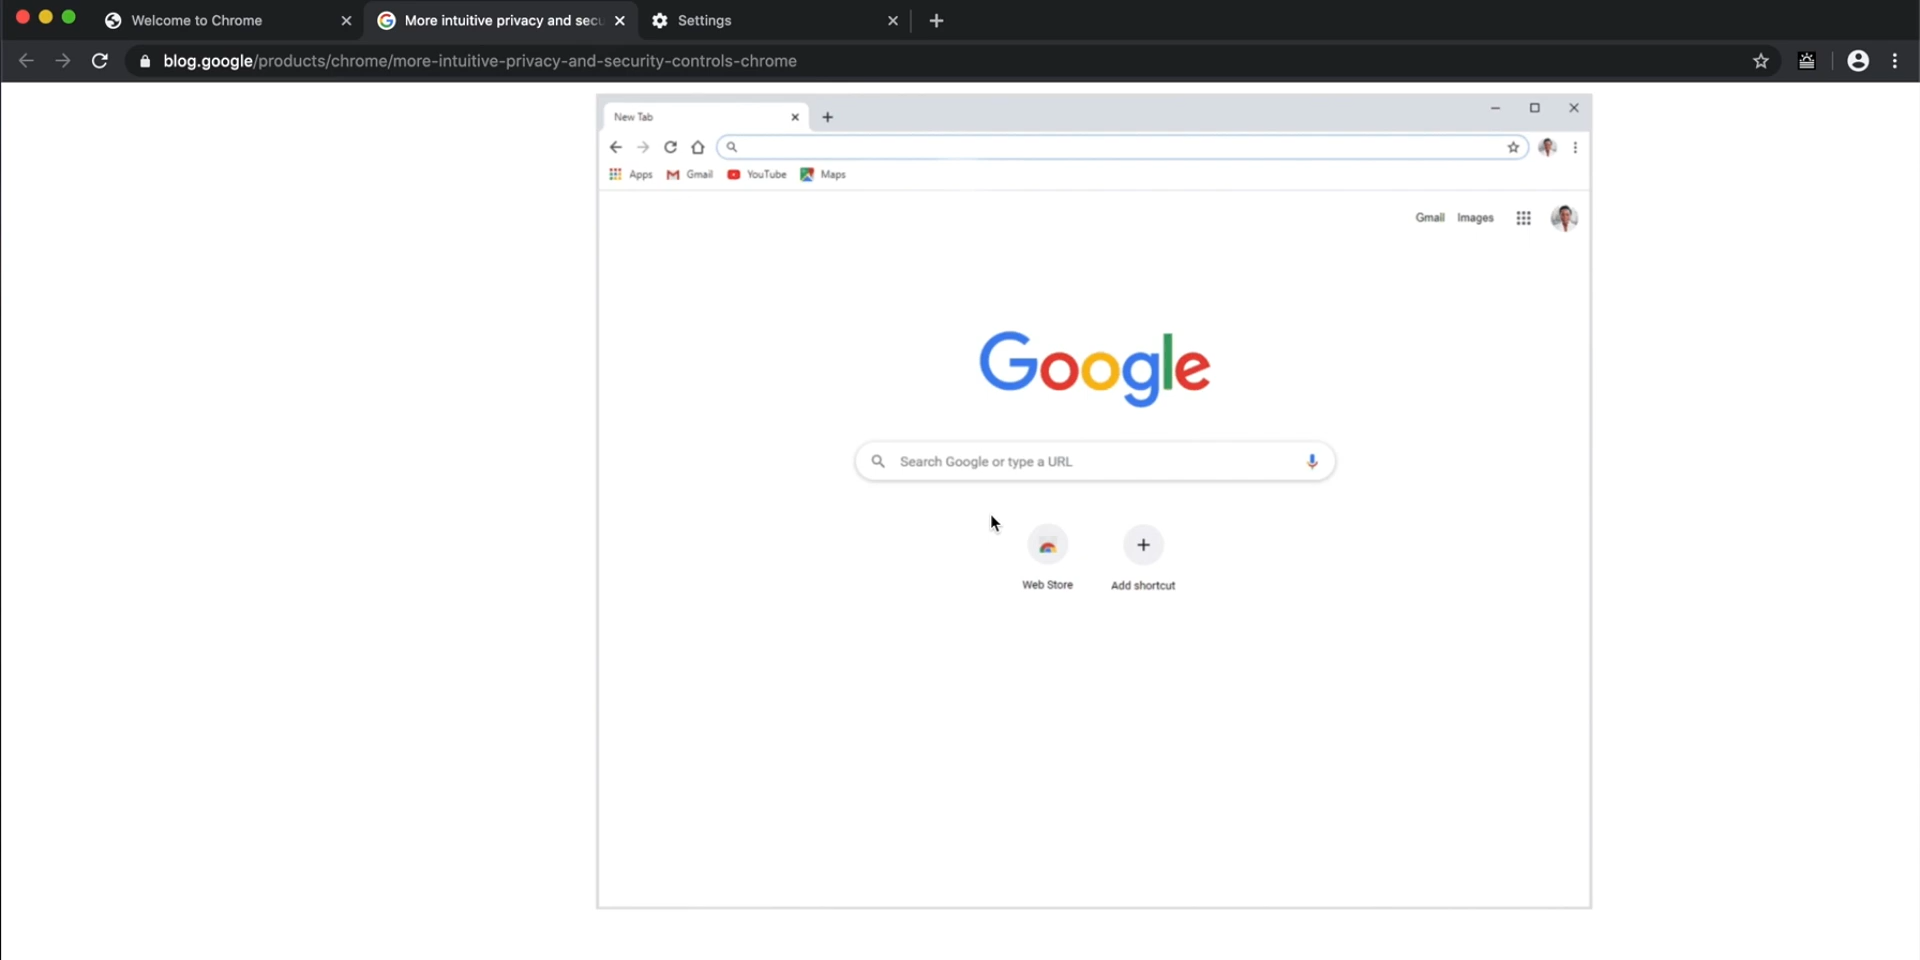 Welcome to Chrome
More intuitive privacy and secu
Settings
blog.google/products/chrome/more-intuitive-privacy-and-security-controls-chrome
New Tab
Apps Gmail YouTube Maps
Gmail Images
Google
Search Google or type a URL
Web Store Add shortcut